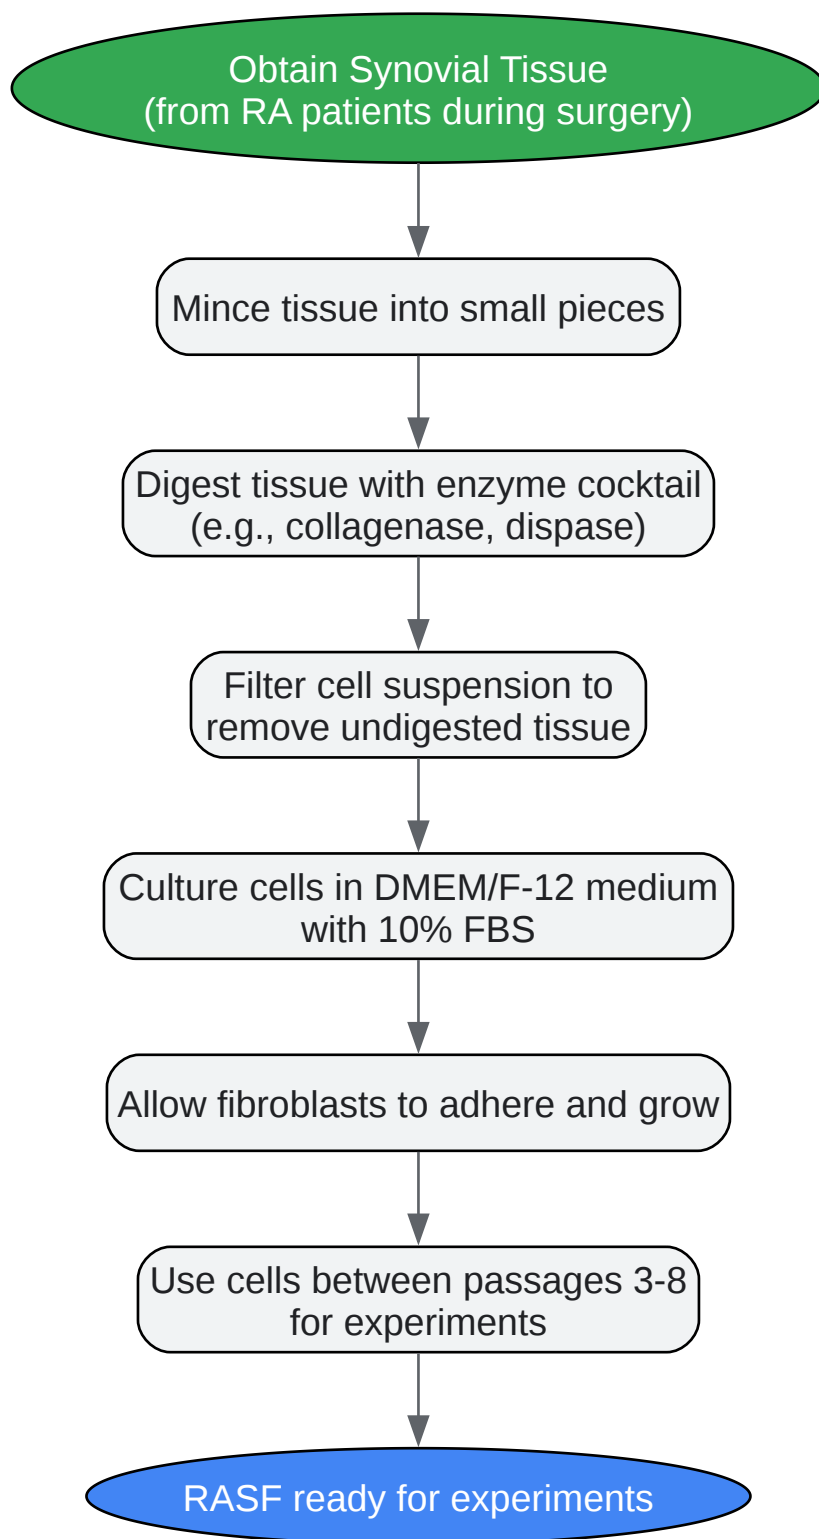 Obtain Synovial Tissue
(from RA patients during surgery)
Mince tissue into small pieces
Digest tissue with enzyme cocktail
(e.g., collagenase, dispase)
Filter cell suspension to
remove undigested tissue
Culture cells in DMEM/F-12 medium
with 10% FBS
Allow fibroblasts to adhere and grow
Use cells between passages 3-8
for experiments
RASF ready for experiments